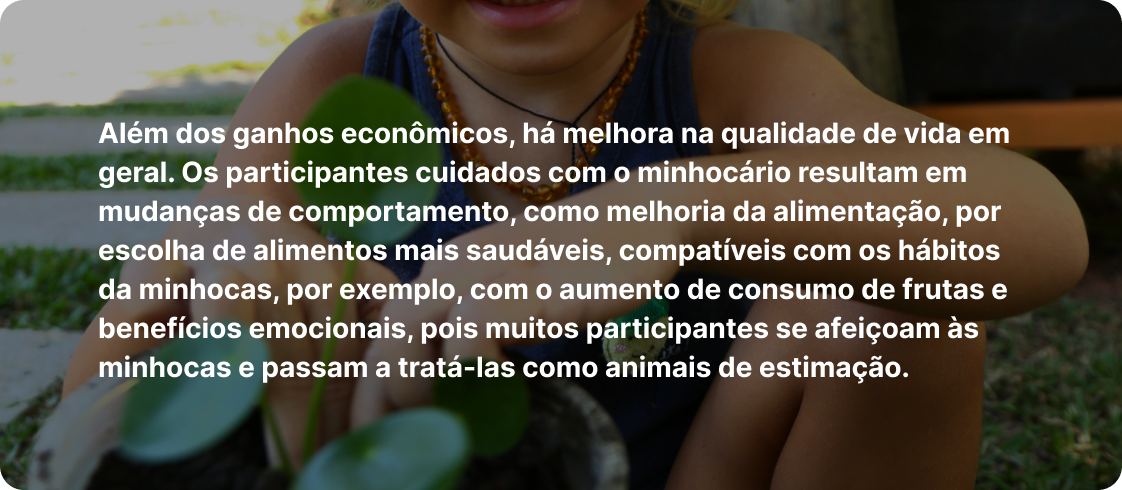 Além dos ganhos econômicos, há melhora na qualidade de vida em
geral. Os participantes cuidados com o minhocário resultam em
mudanças de comportamento, como melhoria da alimentação, por
escolha de alimentos mais saudáveis, compatíveis com os hábitos
da minhocas, por exemplo, com o aumento de consumo de frutas e
benefícios emocionais, pois muitos participantes se afeiçoam às
minhocas e passam a tratá-las como animais de estimação.